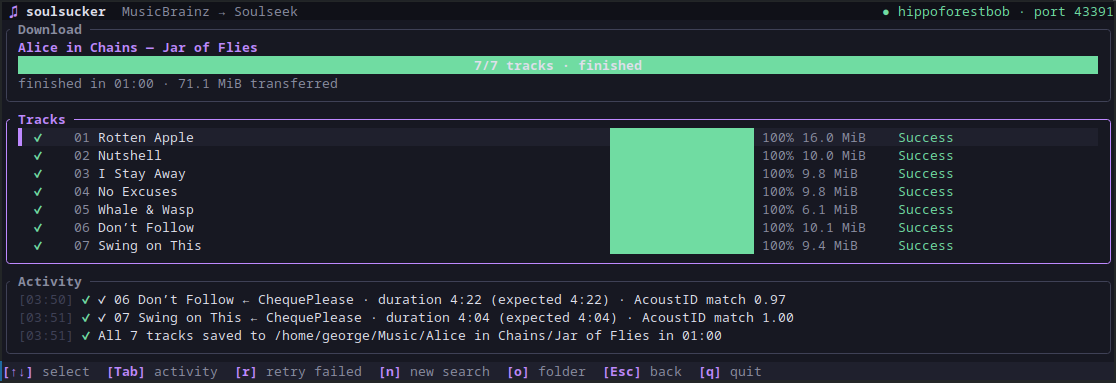 ♫ soulsucker MusicBrainz → Soulseek ● hippoforestbob · port 43391
Download
Alice in Chains — Jar of Flies
7/7 tracks · finished
finished in 01:00 · 71.1 MiB transferred
Tracks
✓ 01 Rotten Apple 100% 16.0 MiB Success
✓ 02 Nutshell 100% 10.0 MiB Success
✓ 03 I Stay Away 100% 9.8 MiB Success
✓ 04 No Excuses 100% 9.8 MiB Success
✓ 05 Whale & Wasp 100% 6.1 MiB Success
✓ 06 Don’t Follow 100% 10.1 MiB Success
✓ 07 Swing on This 100% 9.4 MiB Success
Activity
[03:50] ✓ ✓ 06 Don’t Follow ← ChequePlease · duration 4:22 (expected 4:22) · AcoustID match 0.97
[03:51] ✓ ✓ 07 Swing on This ← ChequePlease · duration 4:04 (expected 4:04) · AcoustID match 1.00
[03:51] ✓ All 7 tracks saved to /home/george/Music/Alice in Chains/Jar of Flies in 01:00
[↑↓] select [Tab] activity [r] retry failed [n] new search [o] folder [Esc] back [q] quit